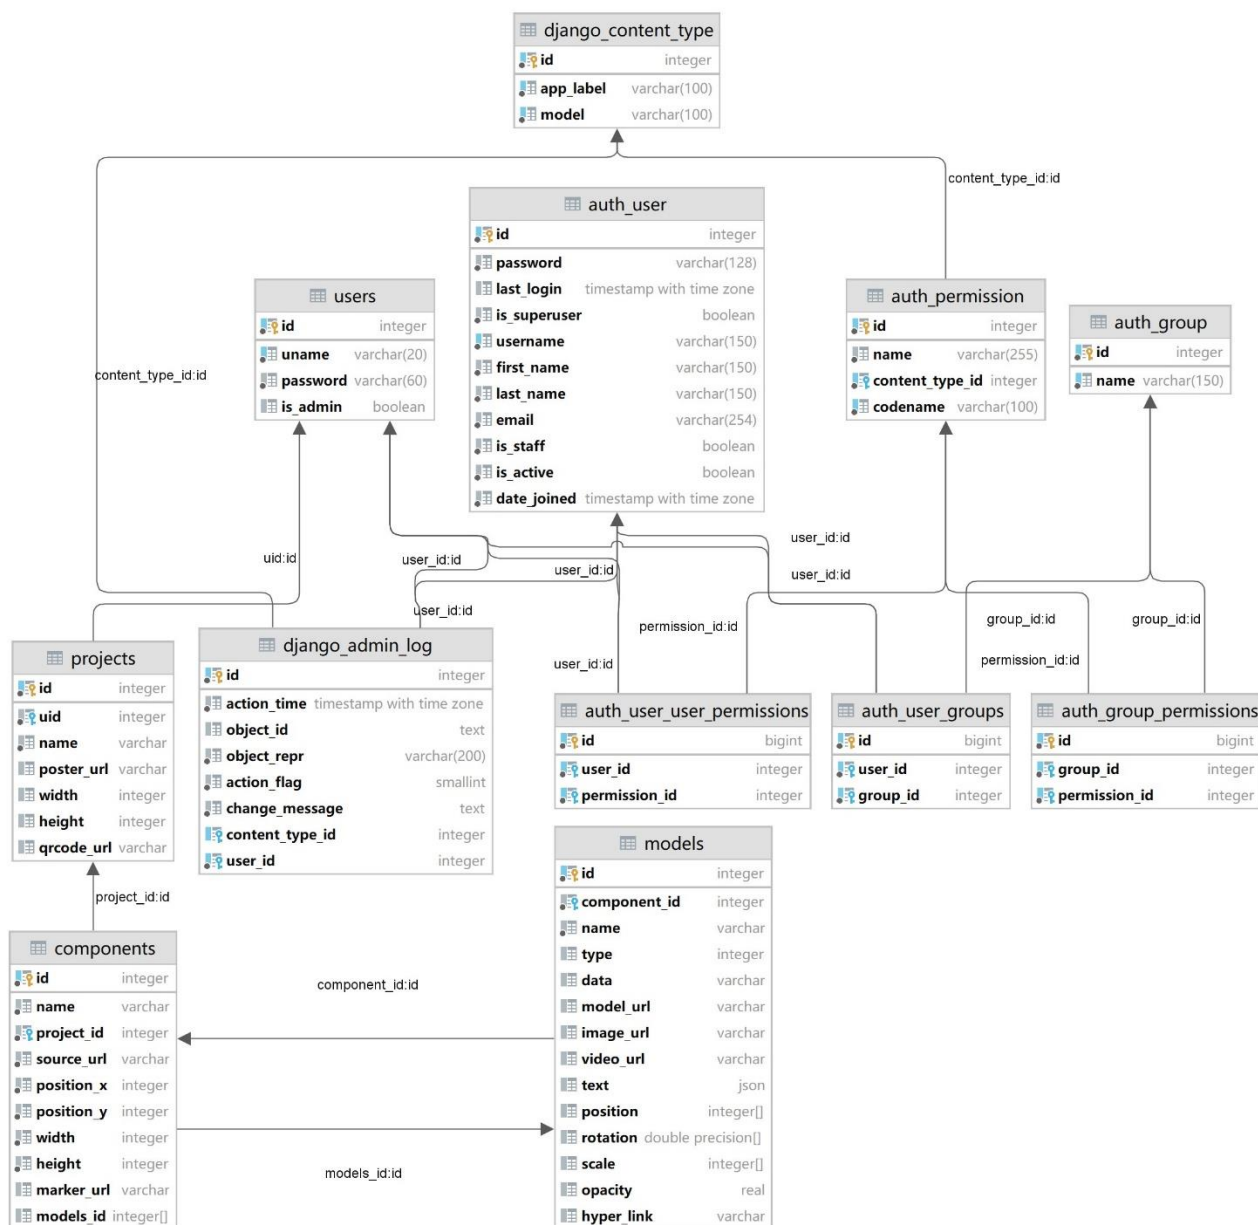 django_content_type
id integer
app_label varchar(100)
model varchar(100)
content_type_id:id
auth_user
id integer
password varchar(128)
last_login timestamp with time zone
is_superuser boolean
username varchar(150)
first_name varchar(150)
last_name varchar(150)
email varchar(254)
is_staff boolean
is_active boolean
date_joined timestamp with time zone
users
id integer
uname varchar(20)
password varchar(60)
is_admin boolean
auth_permission
id integer
name varchar(255)
content_type_id integer
codename varchar(100)
auth_group
id integer
name varchar(150)
content_type_id:id
uid:id
user_id:id
user_id:id
user_id:id
user_id:id
user_id:id
user_id:id
permission_id:id
group_id:id
group_id:id
permission_id:id
projects
id integer
uid integer
name varchar
poster_url varchar
width integer
height integer
qrcode_url varchar
django_admin_log
id integer
action_time timestamp with time zone
object_id text
object_repr varchar(200)
action_flag smallint
change_message text
content_type_id integer
user_id integer
auth_user_user_permissions
id bigint
user_id integer
permission_id integer
auth_user_groups
id bigint
user_id integer
group_id integer
auth_group_permissions
id bigint
group_id integer
permission_id integer
project_id:id
components
id integer
name varchar
project_id integer
source_url varchar
position_x integer
position_y integer
width integer
height integer
marker_url varchar
models_id integer[]
component_id:id
models_id:id
models
id integer
component_id integer
name varchar
type integer
data varchar
model_url varchar
image_url varchar
video_url varchar
text json
position integer[]
rotation double precision[]
scale integer[]
opacity real
hyper_link varchar